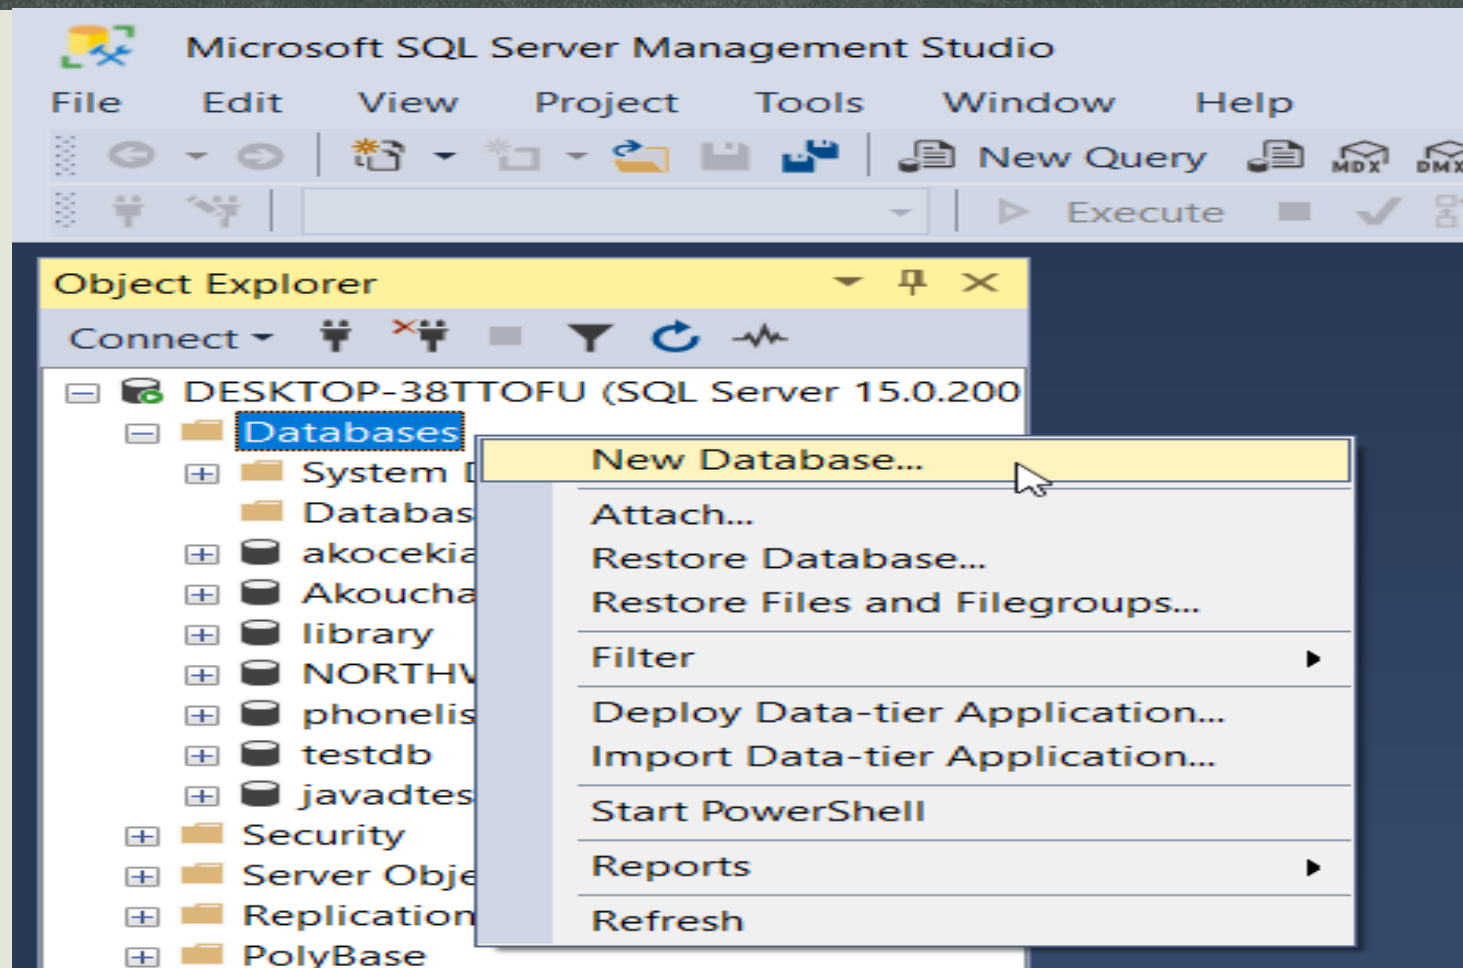 Microsoft SQL Server Management Studio
File Edit View Project Tools Window Help
New Query MDX DMX
Execute
Object Explorer
Connect
DESKTOP-38TTOFU (SQL Server 15.0.200
Databases
System D
Databas
akocekia
Akoucha
library
NORTHW
phonelis
testdb
javadtes
Security
Server Obje
Replication
PolyBase
New Database...
Attach...
Restore Database...
Restore Files and Filegroups...
Filter
Deploy Data-tier Application...
Import Data-tier Application...
Start PowerShell
Reports
Refresh